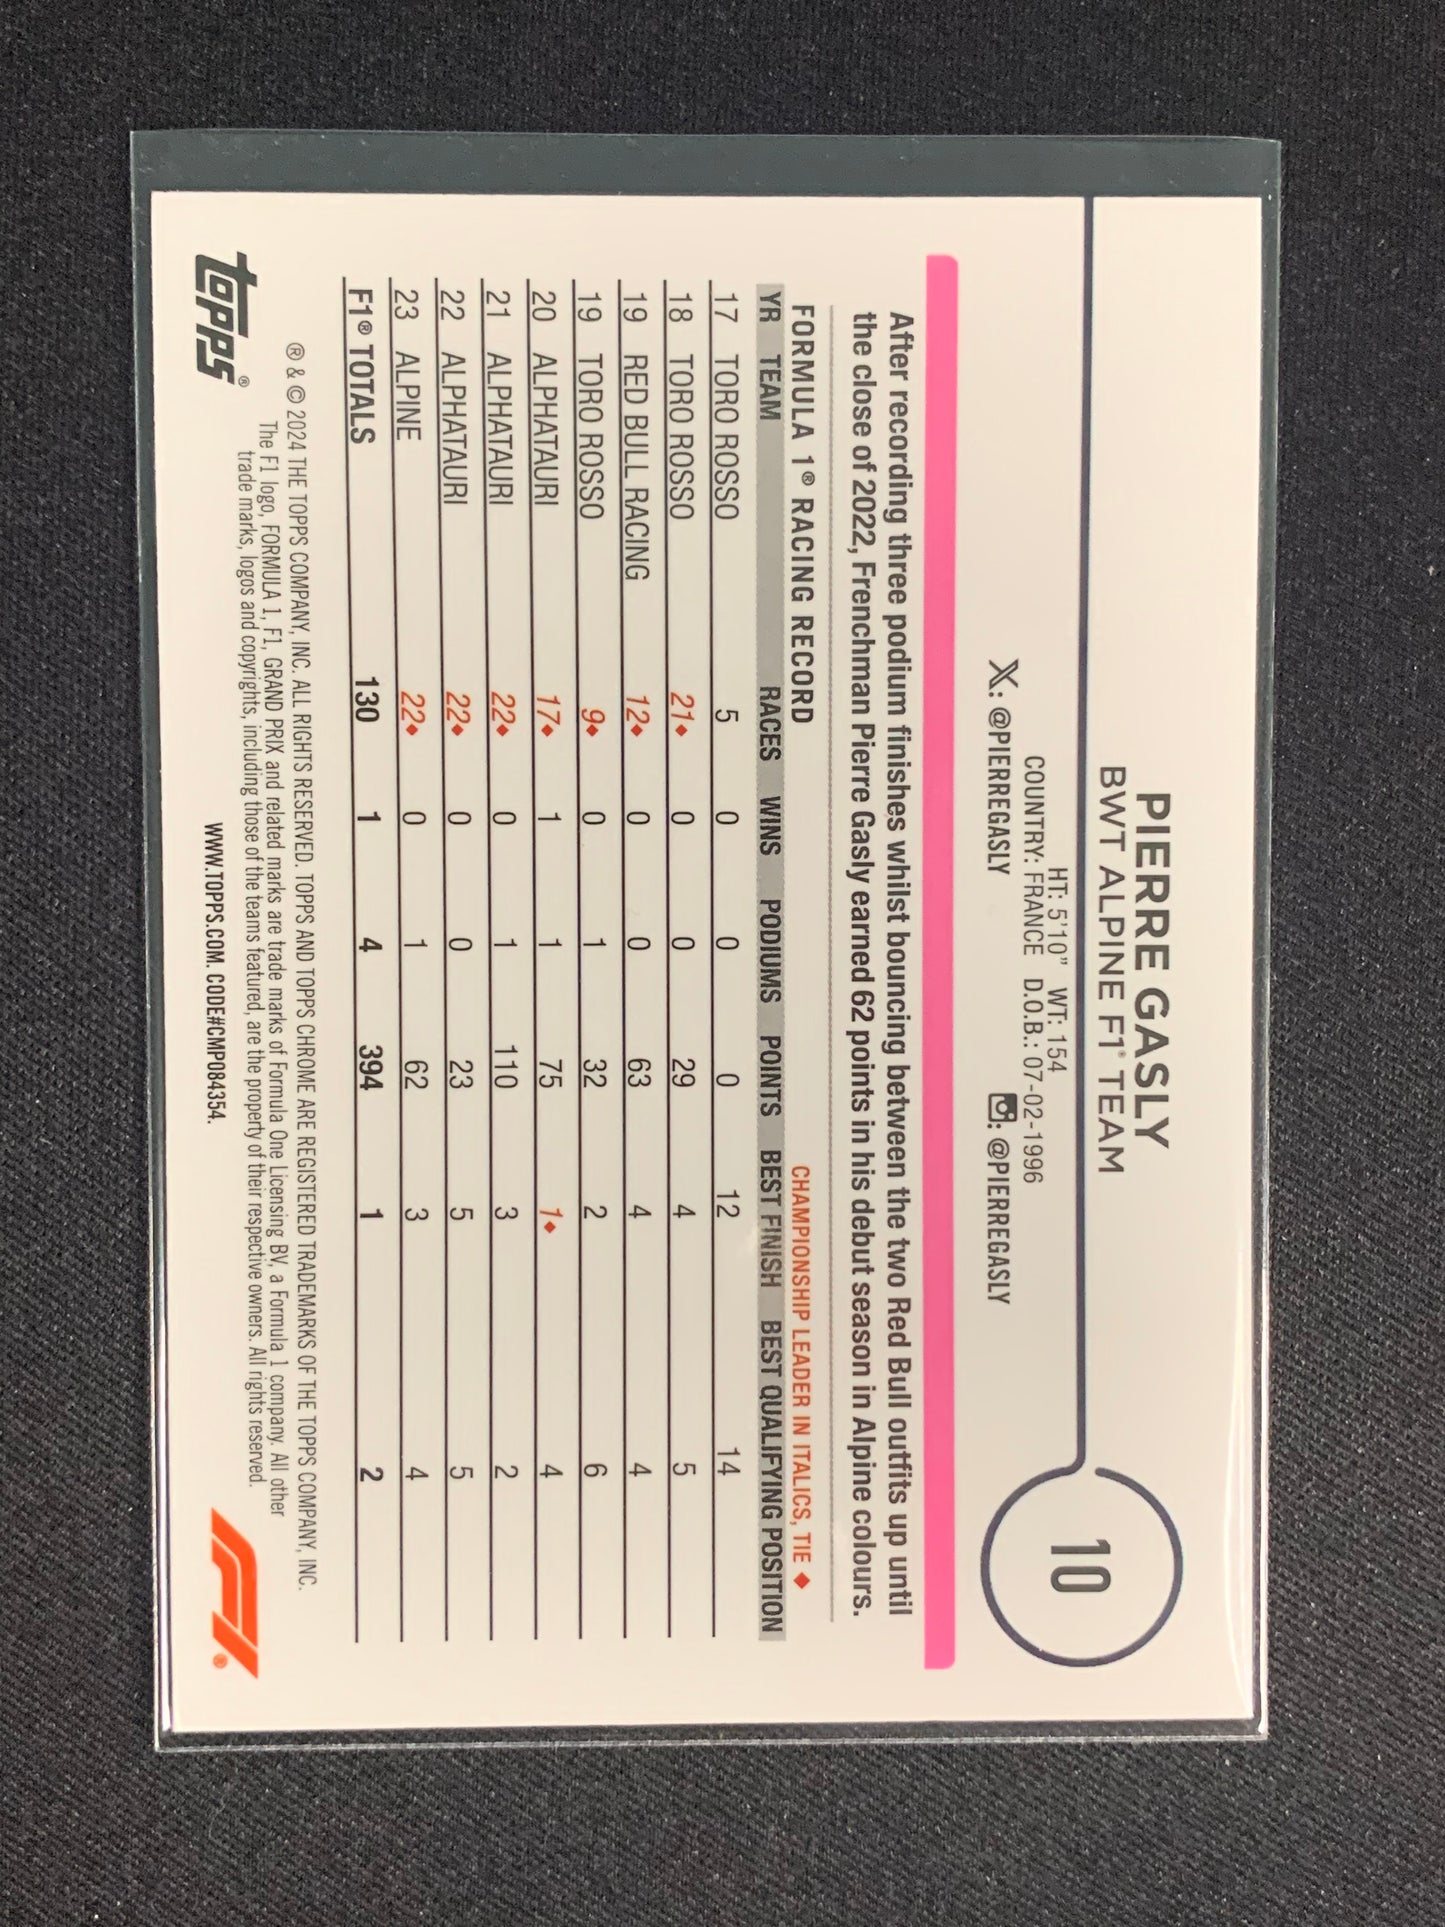 PIERRE GASLY
BWT ALPINE F1® TEAM
10
HT: 5'10" WT: 154
COUNTRY: FRANCE D.O.B.: 07-02-1996
X: @PIERREGASLY : @PIERREGASLY
After recording three podium finishes whilst bouncing between the two Red Bull outfits up until
the close of 2022, Frenchman Pierre Gasly earned 62 points in his debut season in Alpine colours.
FORMULA 1® RACING RECORD CHAMPIONSHIP LEADER IN ITALICS, TIE ♦
YR TEAM RACES WINS PODIUMS POINTS BEST FINISH BEST QUALIFYING POSITION
17 TORO ROSSO 5 0 0 0 12 14
18 TORO ROSSO 21♦ 0 0 29 4 5
19 RED BULL RACING 12♦ 0 0 63 4 4
19 TORO ROSSO 9♦ 0 1 32 2 6
20 ALPHATAURI 17♦ 1 1 75 1♦ 4
21 ALPHATAURI 22♦ 0 1 110 3 2
22 ALPHATAURI 22♦ 0 0 23 5 5
23 ALPINE 22♦ 0 1 62 3 4
F1® TOTALS 130 1 4 394 1 2
® & © 2024 THE TOPPS COMPANY, INC. ALL RIGHTS RESERVED. TOPPS AND TOPPS CHROME ARE REGISTERED TRADEMARKS OF THE TOPPS COMPANY, INC.
The F1 logo, FORMULA 1, F1, GRAND PRIX and related marks are trade marks of Formula One Licensing BV, a Formula 1 company. All other
trade marks, logos and copyrights, including those of the teams featured, are the property of their respective owners. All rights reserved.
WWW.TOPPS.COM. CODE#CMP084354.
topps®
F1®